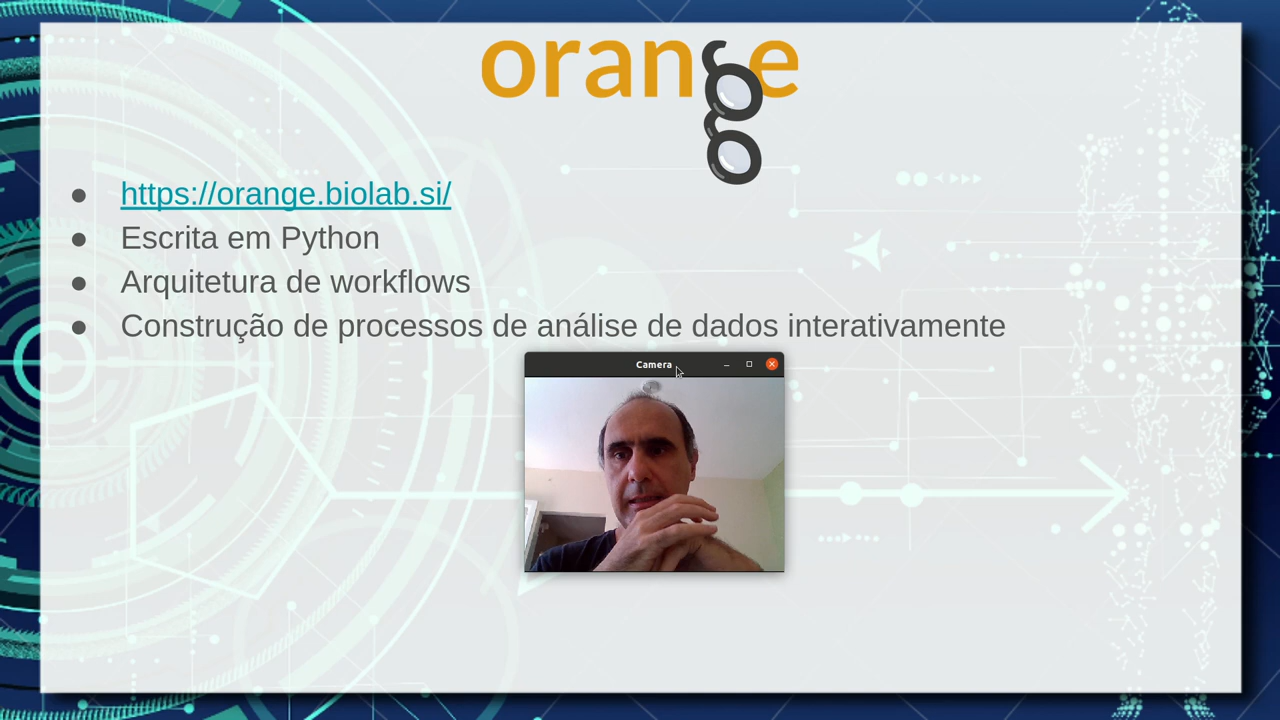 orange
https://orange.biolab.si/
Escrita em Python
Arquitetura de workflows
Construção de processos de análise de dados interativamente
Camera